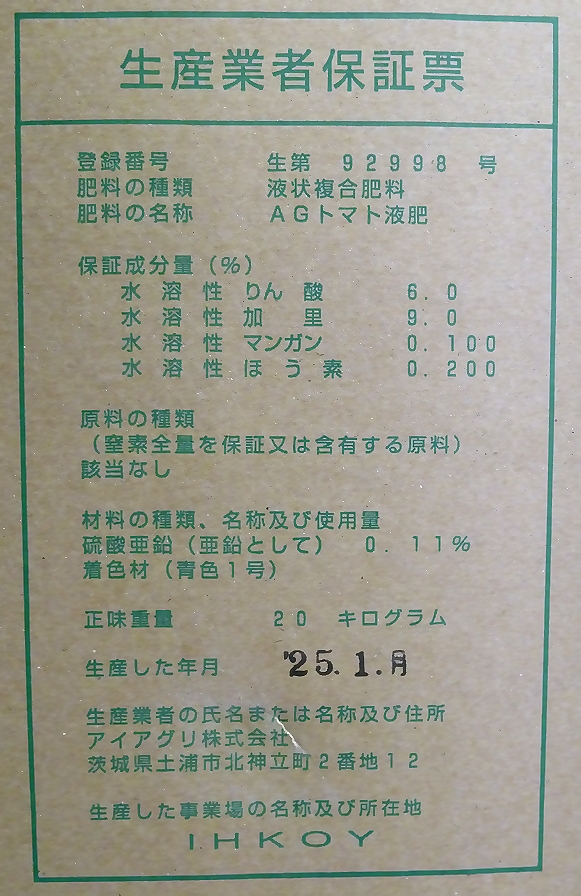 生産業者保証票
登録番号 生第 92998 号
肥料の種類 液状複合肥料
肥料の名称 AGトマト液肥
保証成分量(%)
水溶性りん酸 6.0
水溶性加里 9.0
水溶性マンガン 0.100
水溶性ほう素 0.200
原料の種類
(窒素全量を保証又は含有する原料)
該当なし
材料の種類、名称及び使用量
硫酸亜鉛(亜鉛として) 0.11%
着色材(青色1号)
正味重量 20 キログラム
生産した年月 '25.1.月
生産業者の氏名または名称及び住所
アイアグリ株式会社
茨城県土浦市北神立町2番地12
生産した事業場の名称及び所在地
IHKOY